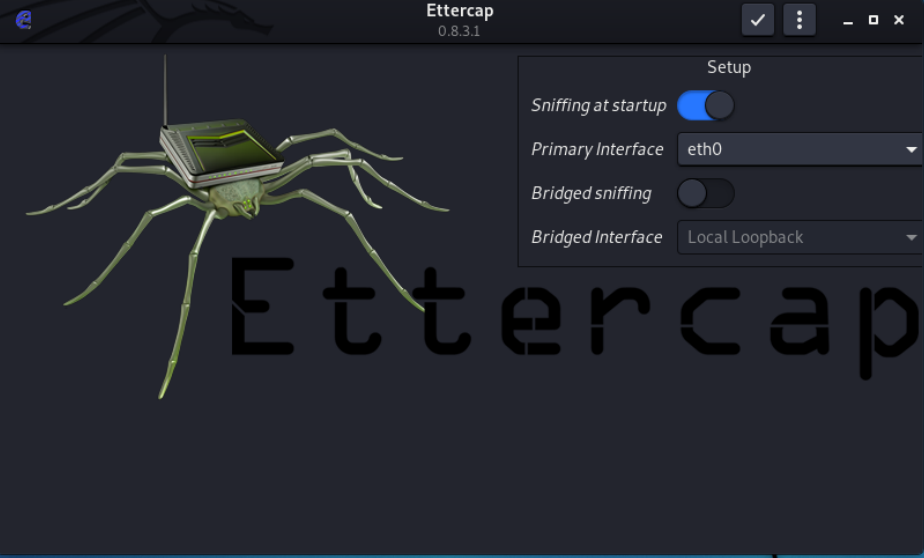 Ettercap
0.8.3.1
Setup
Sniffing at startup
Primary Interface eth0
Bridged sniffing
Bridged Interface Local Loopback
Ettercap